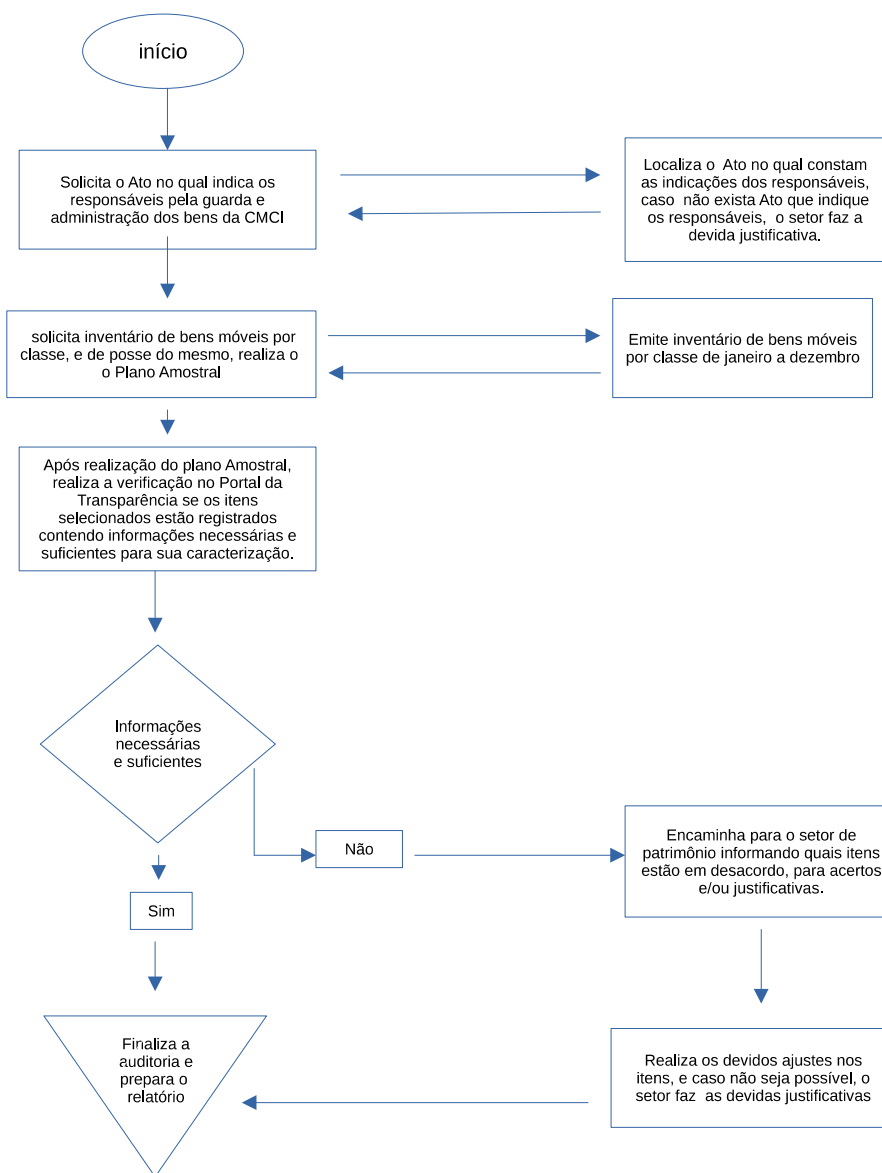 início
Solicita o Ato no qual indica os
responsáveis pela guarda e
administração dos bens da CMCI
Localiza o Ato no qual constam
as indicações dos responsáveis,
caso não exista Ato que indique
os responsáveis, o setor faz a
devida justificativa.
solicita inventário de bens móveis por
classe, e de posse do mesmo, realiza o
o Plano Amostral
Emite inventário de bens móveis
por classe de janeiro a dezembro
Após realização do plano Amostral,
realiza a verificação no Portal da
Transparência se os itens
selecionados estão registrados
contendo informações necessárias e
suficientes para sua caracterização.
Informações
necessárias
e suficientes
Não
Encaminha para o setor de
patrimônio informando quais itens
estão em desacordo, para acertos
e/ou justificativas.
Sim
Finaliza a
auditoria e
prepara o
relatório
Realiza os devidos ajustes nos
itens, e caso não seja possível, o
setor faz as devidas justificativas